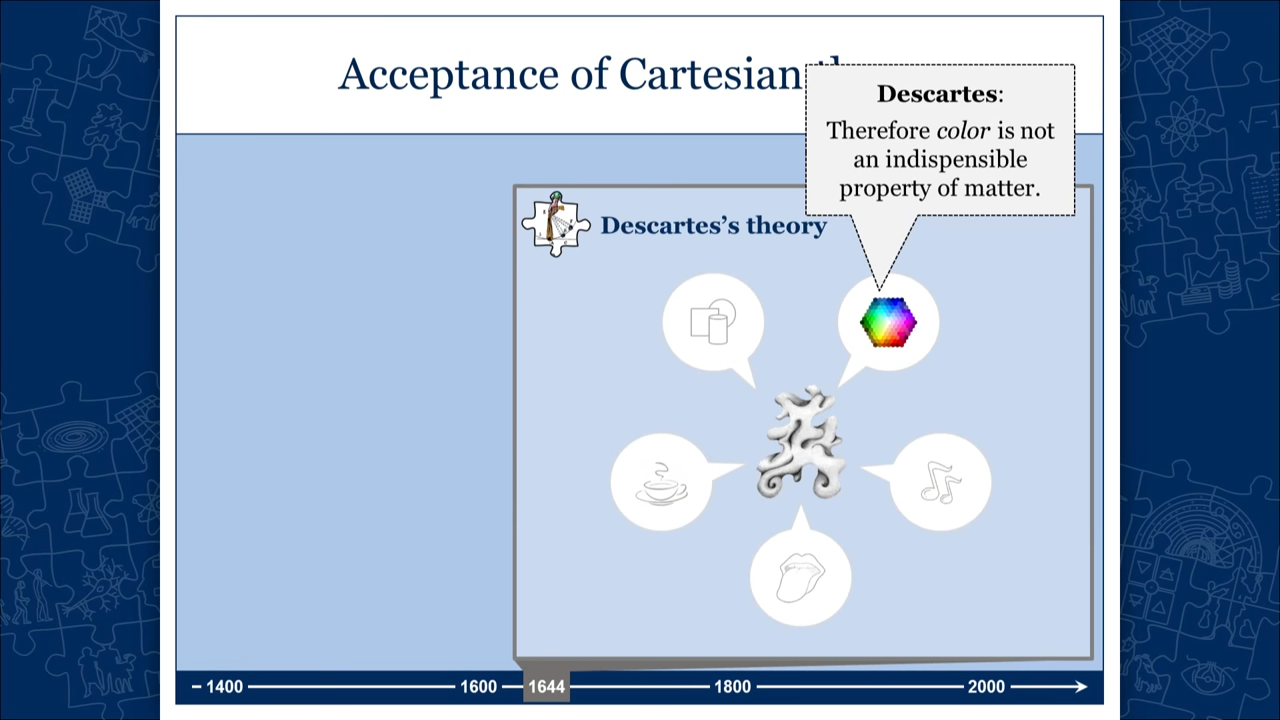 Acceptance of Cartesian
Descartes:
Therefore color is not
an indispensible
property of matter.
Descartes's theory
1400 1600 1644 1800 2000